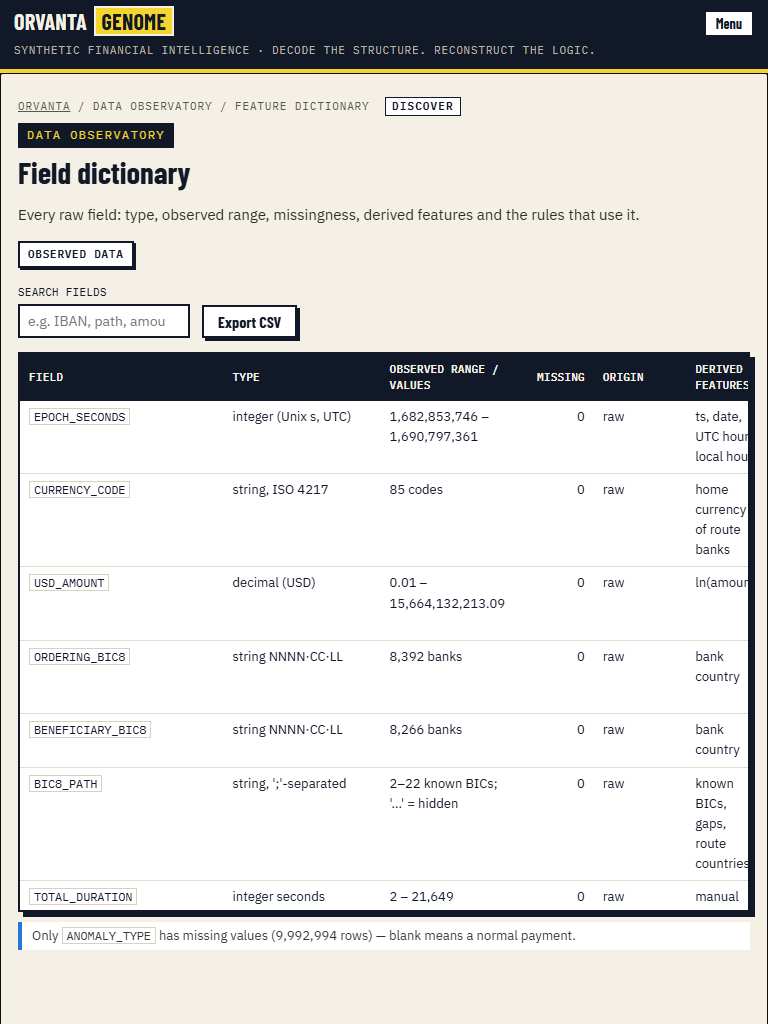 ORVANTA GENOME
Menu
SYNTHETIC FINANCIAL INTELLIGENCE · DECODE THE STRUCTURE. RECONSTRUCT THE LOGIC.
ORVANTA / DATA OBSERVATORY / FEATURE DICTIONARY DISCOVER
DATA OBSERVATORY
Field dictionary
Every raw field: type, observed range, missingness, derived features and the rules that use it.
OBSERVED DATA
SEARCH FIELDS
e.g. IBAN, path, amou
Export CSV
FIELD TYPE OBSERVED RANGE / VALUES MISSING ORIGIN DERIVED FEATURES
EPOCH_SECONDS integer (Unix s, UTC) 1,682,853,746 – 0 raw ts, date,
1,690,797,361 UTC hour
local hou
CURRENCY_CODE string, ISO 4217 85 codes 0 raw home
currency
of route
banks
USD_AMOUNT decimal (USD) 0.01 – 0 raw ln(amoun
15,664,132,213.09
ORDERING_BIC8 string NNNN·CC·LL 8,392 banks 0 raw bank
country
BENEFICIARY_BIC8 string NNNN·CC·LL 8,266 banks 0 raw bank
country
BIC8_PATH string, ';'-separated 2–22 known BICs; 0 raw known
'…' = hidden BICs,
gaps,
route
countries
TOTAL_DURATION integer seconds 2 – 21,649 0 raw manual
Only ANOMALY_TYPE has missing values (9,992,994 rows) — blank means a normal payment.